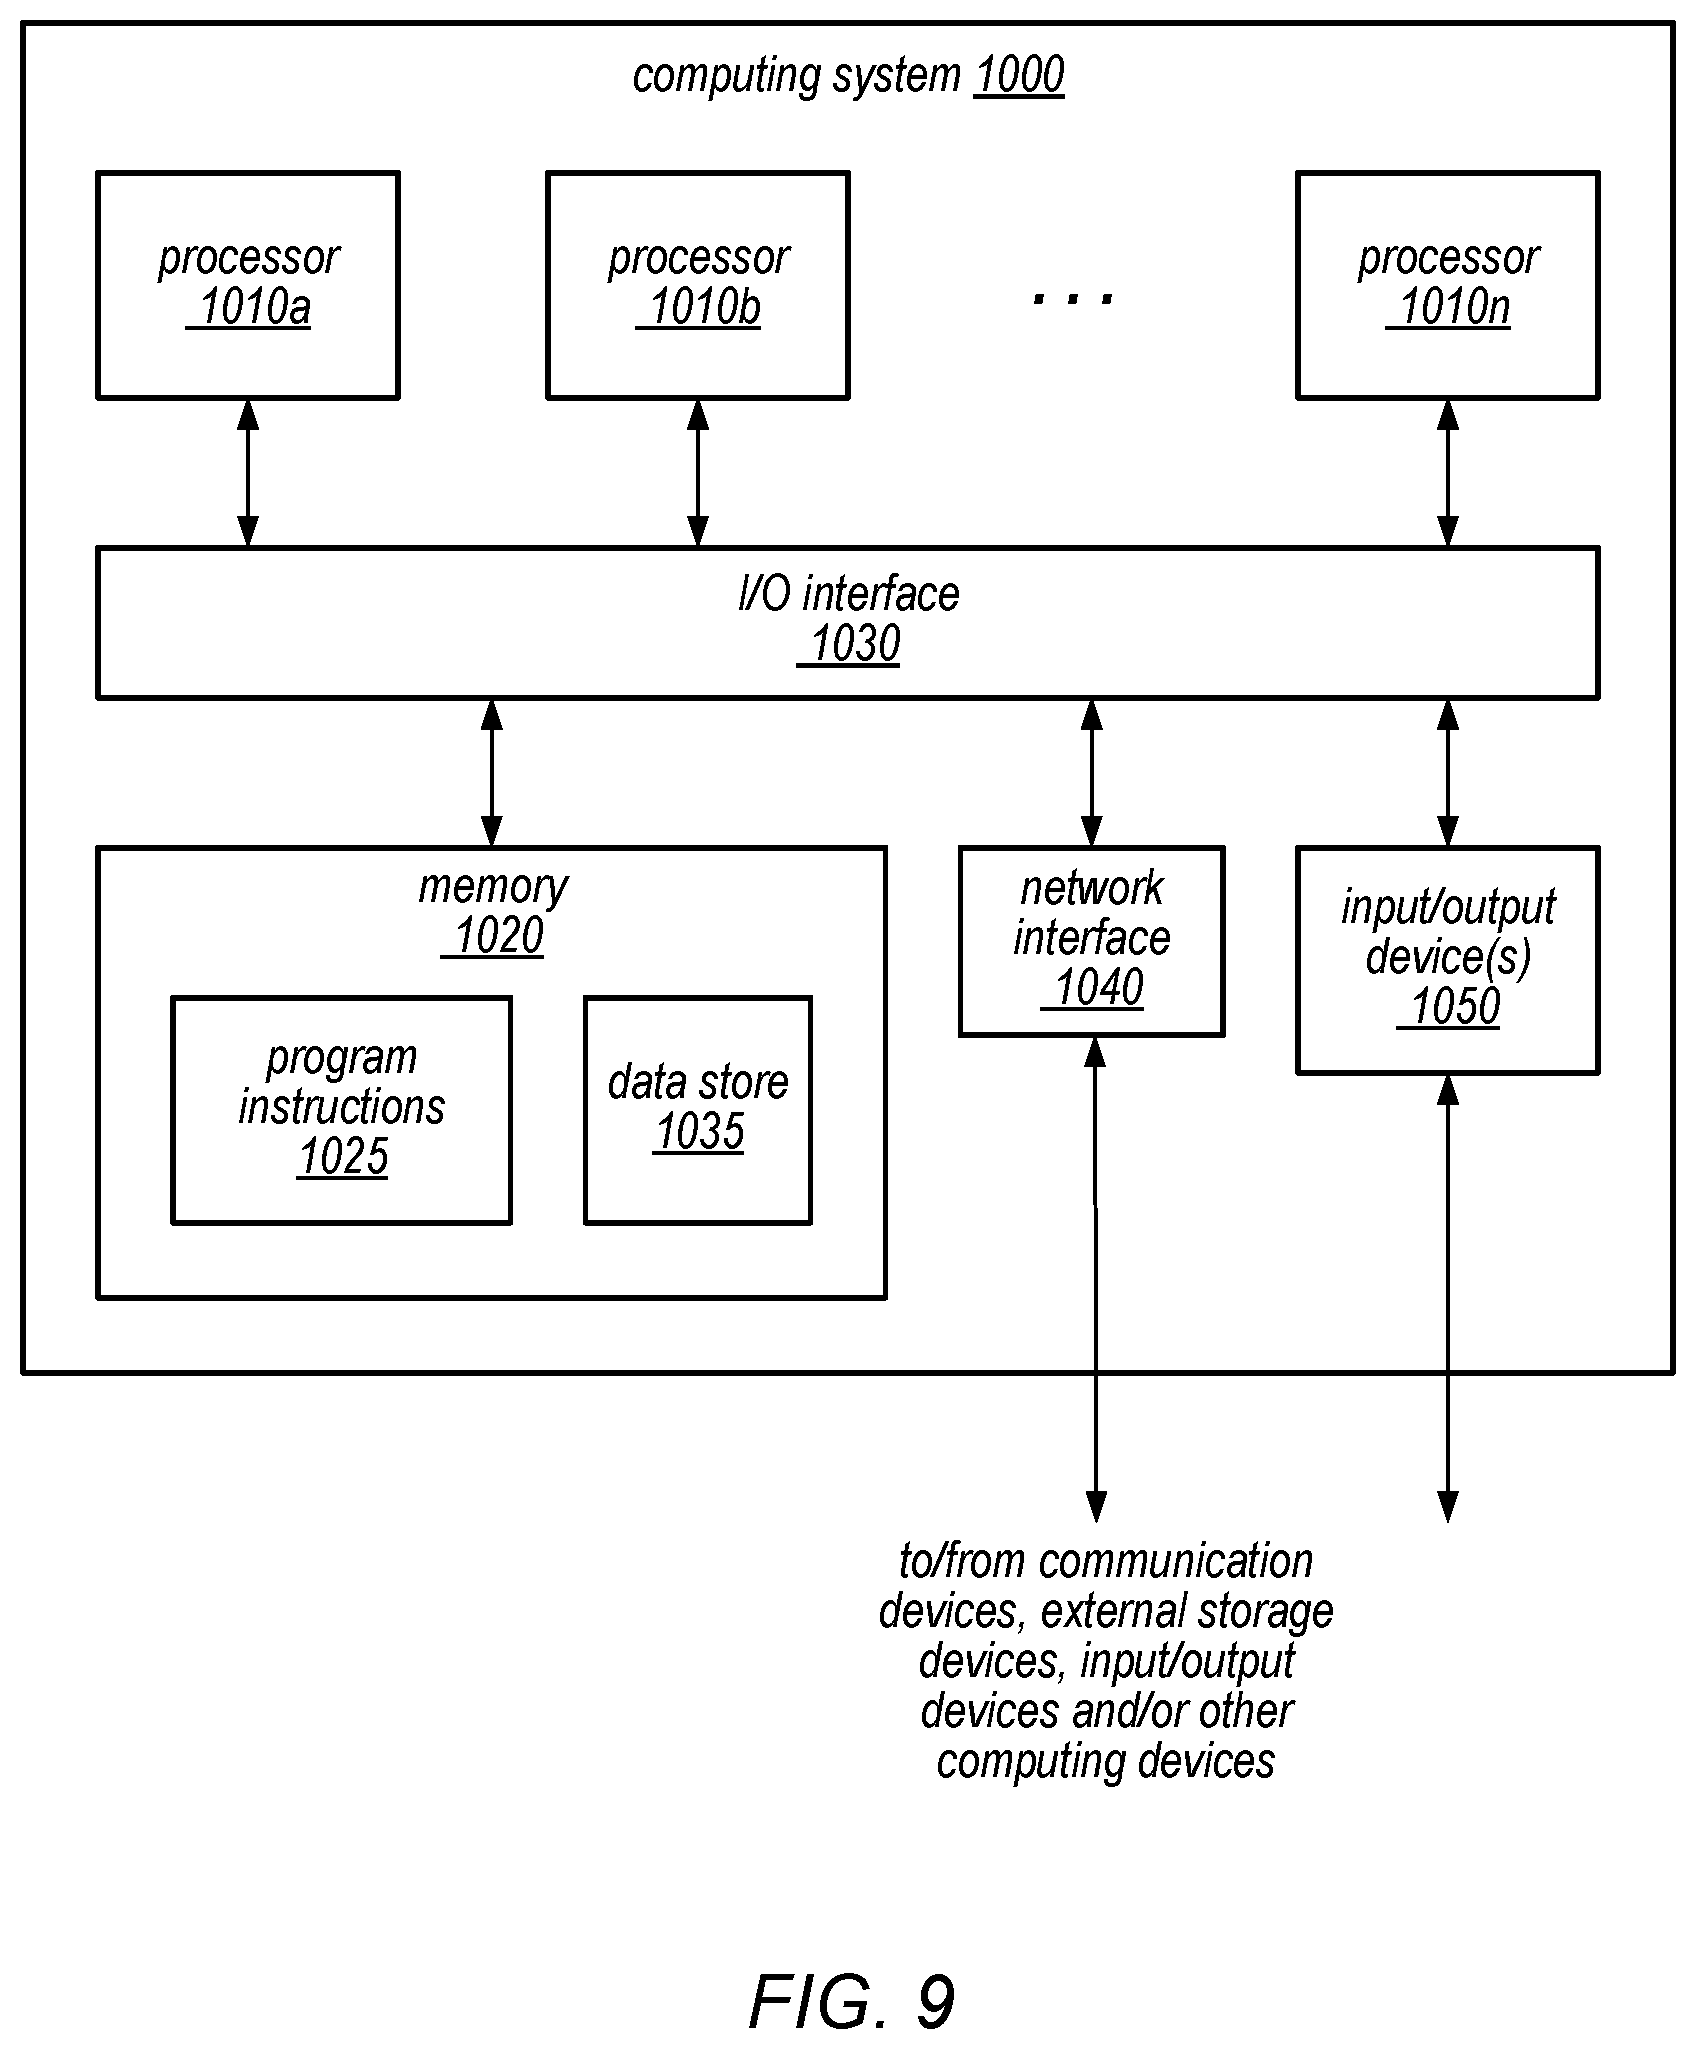 computing system 1000
processor
1010a
processor
1010b
. . .
processor
1010n
I/O interface
1030
memory
1020
program
instructions
1025
data store
1035
network
interface
1040
input/output
device(s)
1050
to/from communication
devices, external storage
devices, input/output
devices and/or other
computing devices
FIG. 9